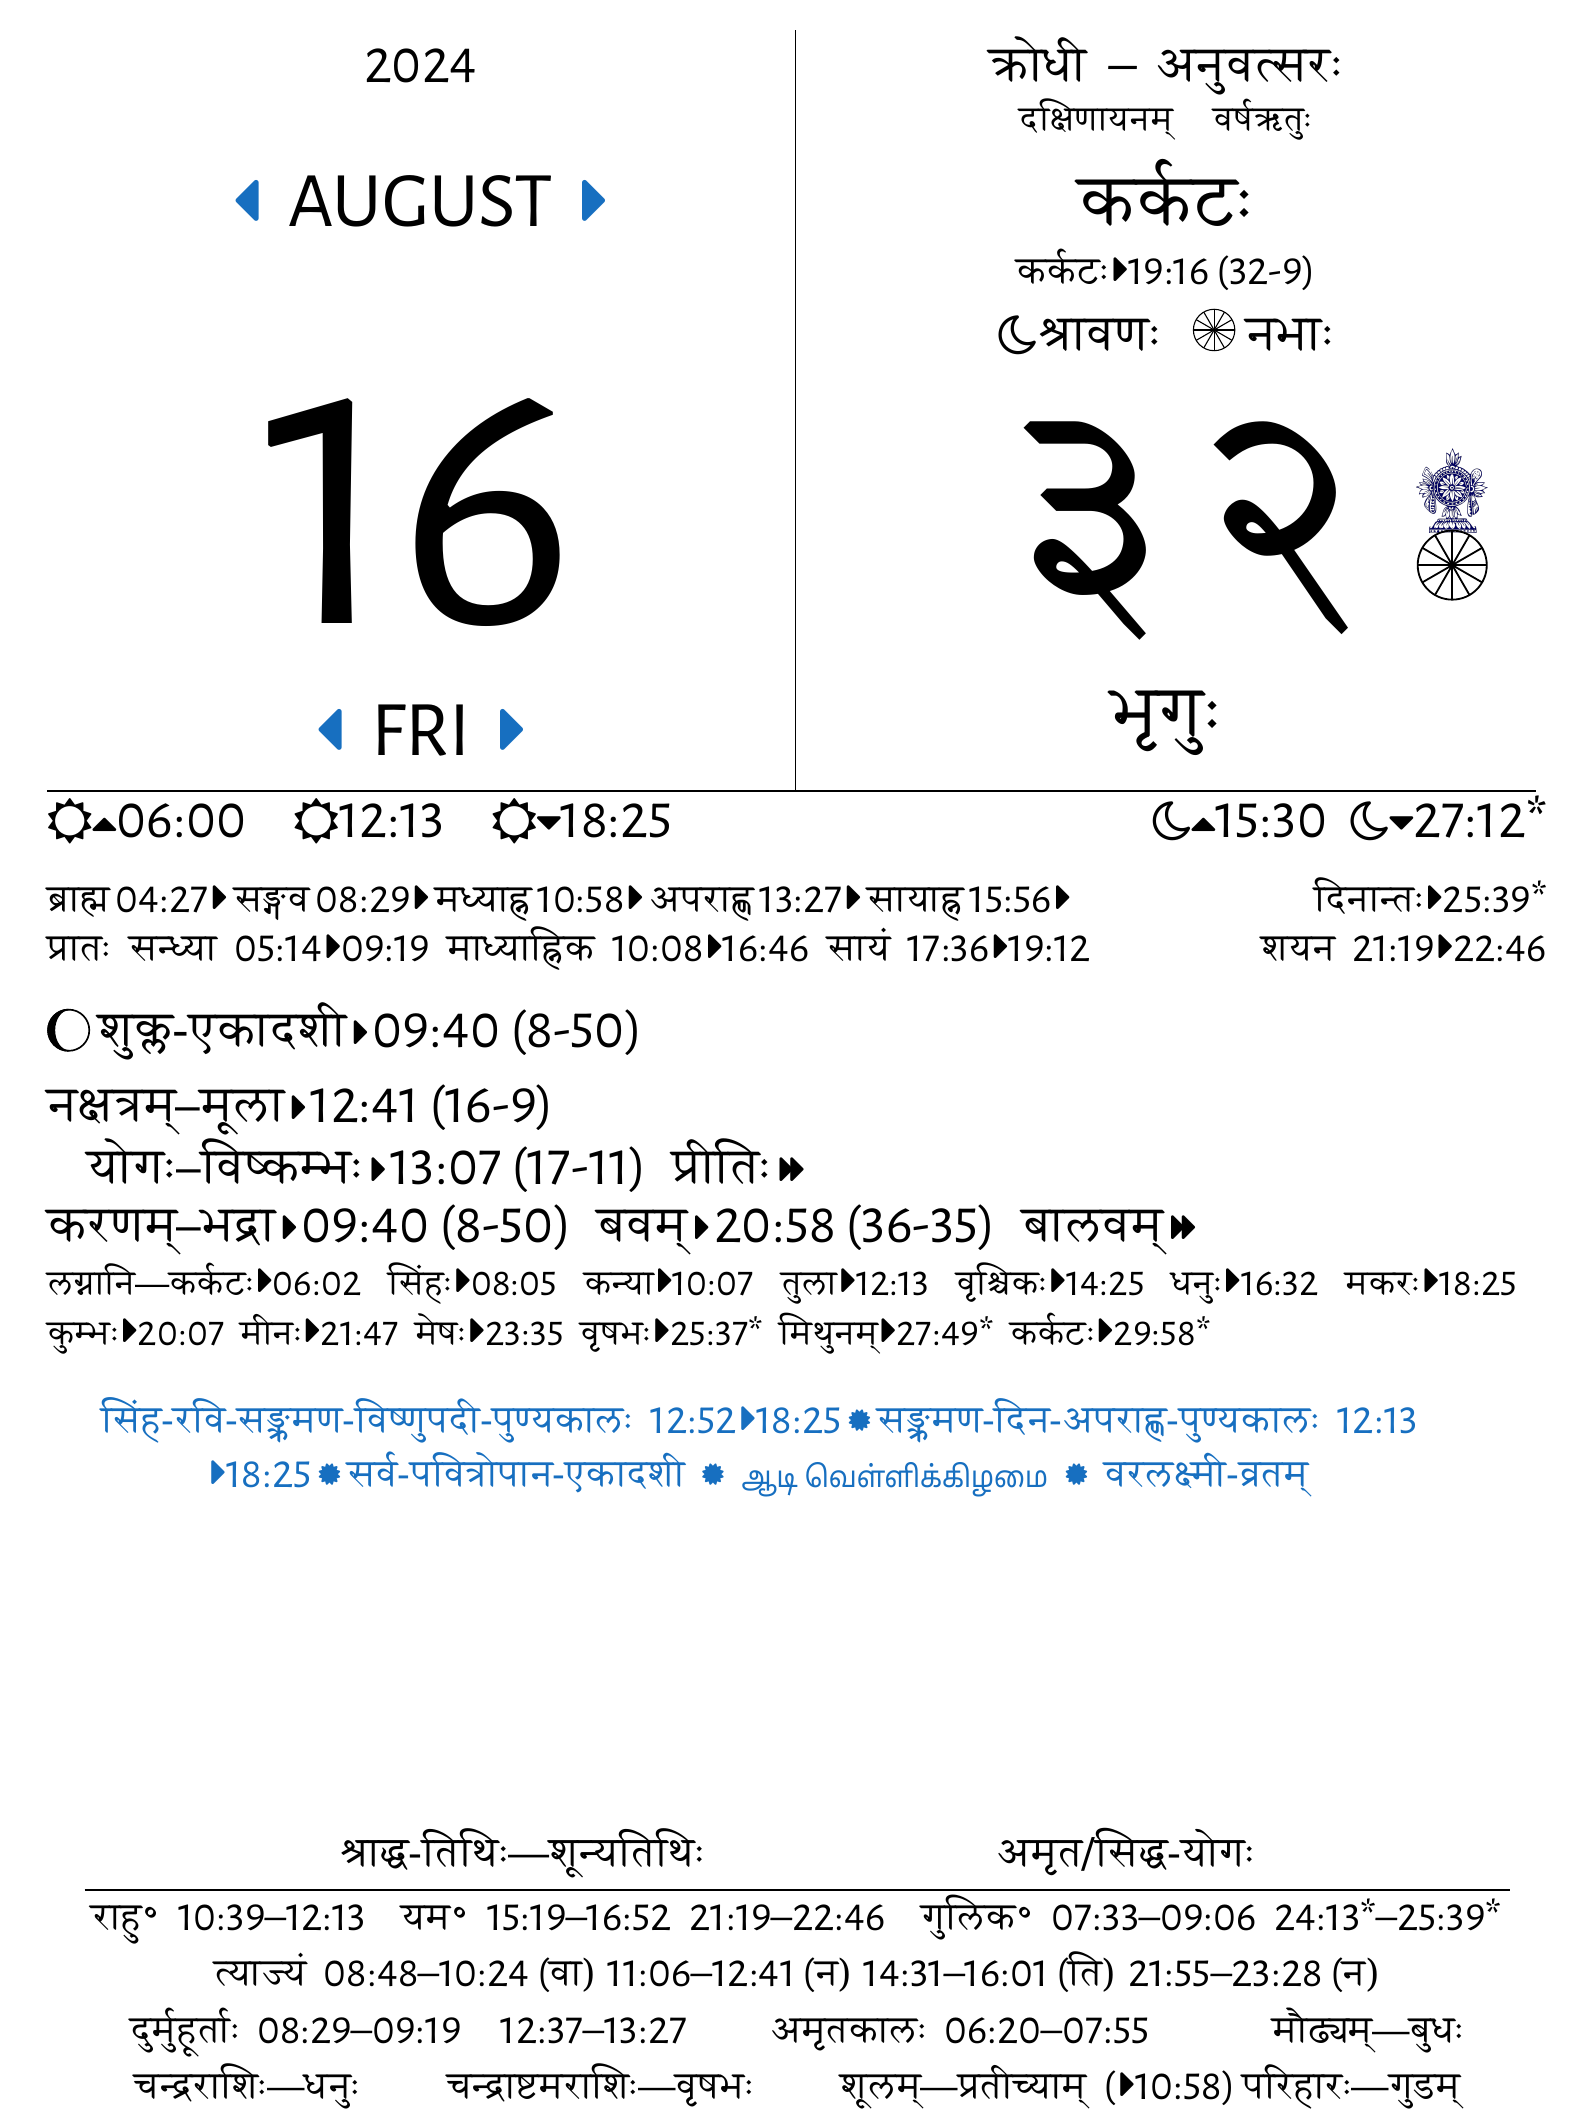 2024
AUGUST
16
FRI
क्रोधी – अनुवत्सरः
दक्षिणायनम् वर्षऋतुः
कर्कटः
कर्कटः⏵19:16 (32-9)
श्रावणः नभाः
३२
भृगुः
06:00 12:13 18:25 15:30 27:12*
ब्राह्म 04:27⏵ सङ्गव 08:29⏵ मध्याह्न 10:58⏵ अपराह्ण 13:27⏵ सायाह्न 15:56⏵ दिनान्तः⏵25:39*
प्रातः सन्ध्या 05:14⏵09:19 माध्याह्निक 10:08⏵16:46 सायं 17:36⏵19:12 शयन 21:19⏵22:46
शुक्ल-एकादशी⏵09:40 (8-50)
नक्षत्रम्–मूला⏵12:41 (16-9)
योगः–विष्कम्भः⏵13:07 (17-11) प्रीतिः⏩
करणम्–भद्रा⏵09:40 (8-50) बवम्⏵20:58 (36-35) बालवम्⏩
लग्नानि—कर्कटः⏵06:02 सिंहः⏵08:05 कन्या⏵10:07 तुला⏵12:13 वृश्चिकः⏵14:25 धनुः⏵16:32 मकरः⏵18:25
कुम्भः⏵20:07 मीनः⏵21:47 मेषः⏵23:35 वृषभः⏵25:37* मिथुनम्⏵27:49* कर्कटः⏵29:58*
सिंह-रवि-सङ्क्रमण-विष्णुपदी-पुण्यकालः 12:52⏵18:25 ✹ सङ्क्रमण-दिन-अपराह्ण-पुण्यकालः 12:13
⏵18:25 ✹ सर्व-पवित्रोपान-एकादशी ✹ ஆடி வெள்ளிக்கிழமை ✹ वरलक्ष्मी-व्रतम्
श्राद्ध-तिथिः—शून्यतिथिः अमृत/सिद्ध-योगः
राहु॰ 10:39–12:13 यम॰ 15:19–16:52 21:19–22:46 गुलिक॰ 07:33–09:06 24:13*–25:39*
त्याज्यं 08:48–10:24 (वा) 11:06–12:41 (न) 14:31–16:01 (ति) 21:55–23:28 (न)
दुर्मुहूर्ताः 08:29–09:19 12:37–13:27 अमृतकालः 06:20–07:55 मौढ्यम्—बुधः
चन्द्रराशिः—धनुः चन्द्राष्टमराशिः—वृषभः शूलम्—प्रतीच्याम् (⏵10:58) परिहारः—गुडम्